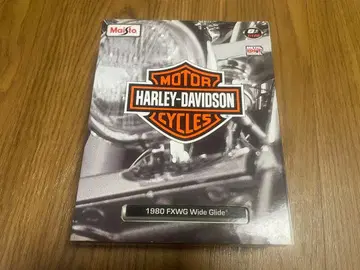 Maisto
MOTOR
HARLEY-DAVIDSON
CYCLES
1980 FXWG Wide Glide®